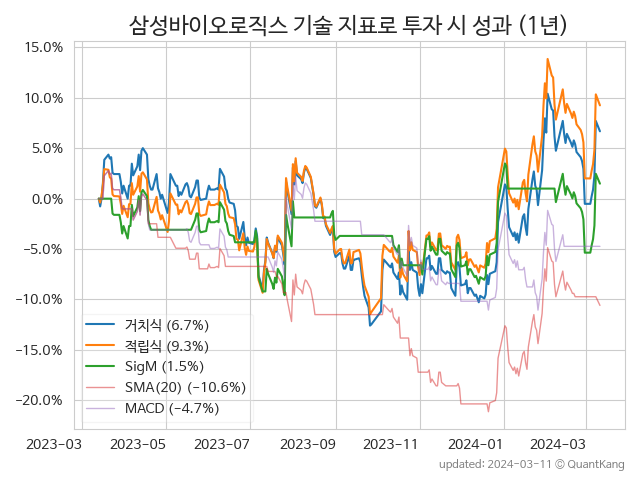 삼성바이오로직스 기술 지표로 투자 시 성과 (1년)
15.0%
10.0%
5.0%
0.0%
−5.0%
−10.0%
−15.0%
−20.0%
거치식 (6.7%)
적립식 (9.3%)
SigM (1.5%)
SMA(20) (−10.6%)
MACD (−4.7%)
2023-03 2023-05 2023-07 2023-09 2023-11 2024-01 2024-03
updated: 2024-03-11 © QuantKang